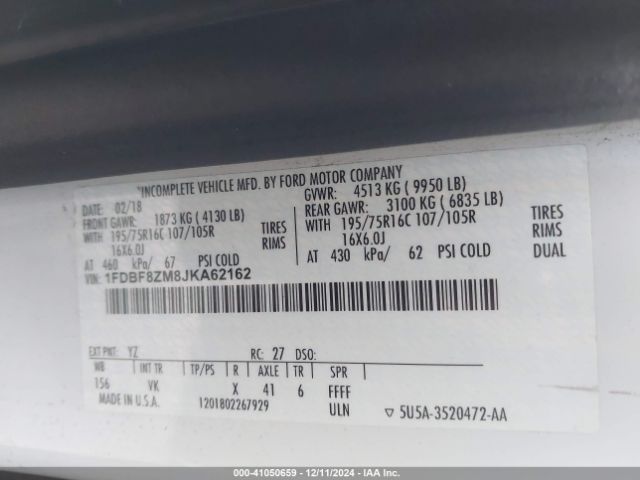 *INCOMPLETE VEHICLE MFD. BY FORD MOTOR COMPANY
DATE: 02/18 GVWR: 4513 KG ( 9950 LB)
FRONT GAWR: 1873 KG ( 4130 LB) REAR GAWR: 3100 KG ( 6835 LB)
WITH 195/75R16C 107/105R TIRES WITH 195/75R16C 107/105R TIRES
16X6.0J RIMS 16X6.0J RIMS
AT 460 kPa/ 67 PSI COLD AT 430 kPa/ 62 PSI COLD DUAL
VIN: 1FDBF8ZM8JKA62162
EXT PNT: YZ RC: 27 DSO:
WB INT TR TP/PS R AXLE TR SPR
156 VK X 41 6 FFFF
MADE IN U.S.A. 1201802267929 ULN ▽ 5U5A-3520472-AA
000-41050659 - 12/11/2024 - IAA Inc.